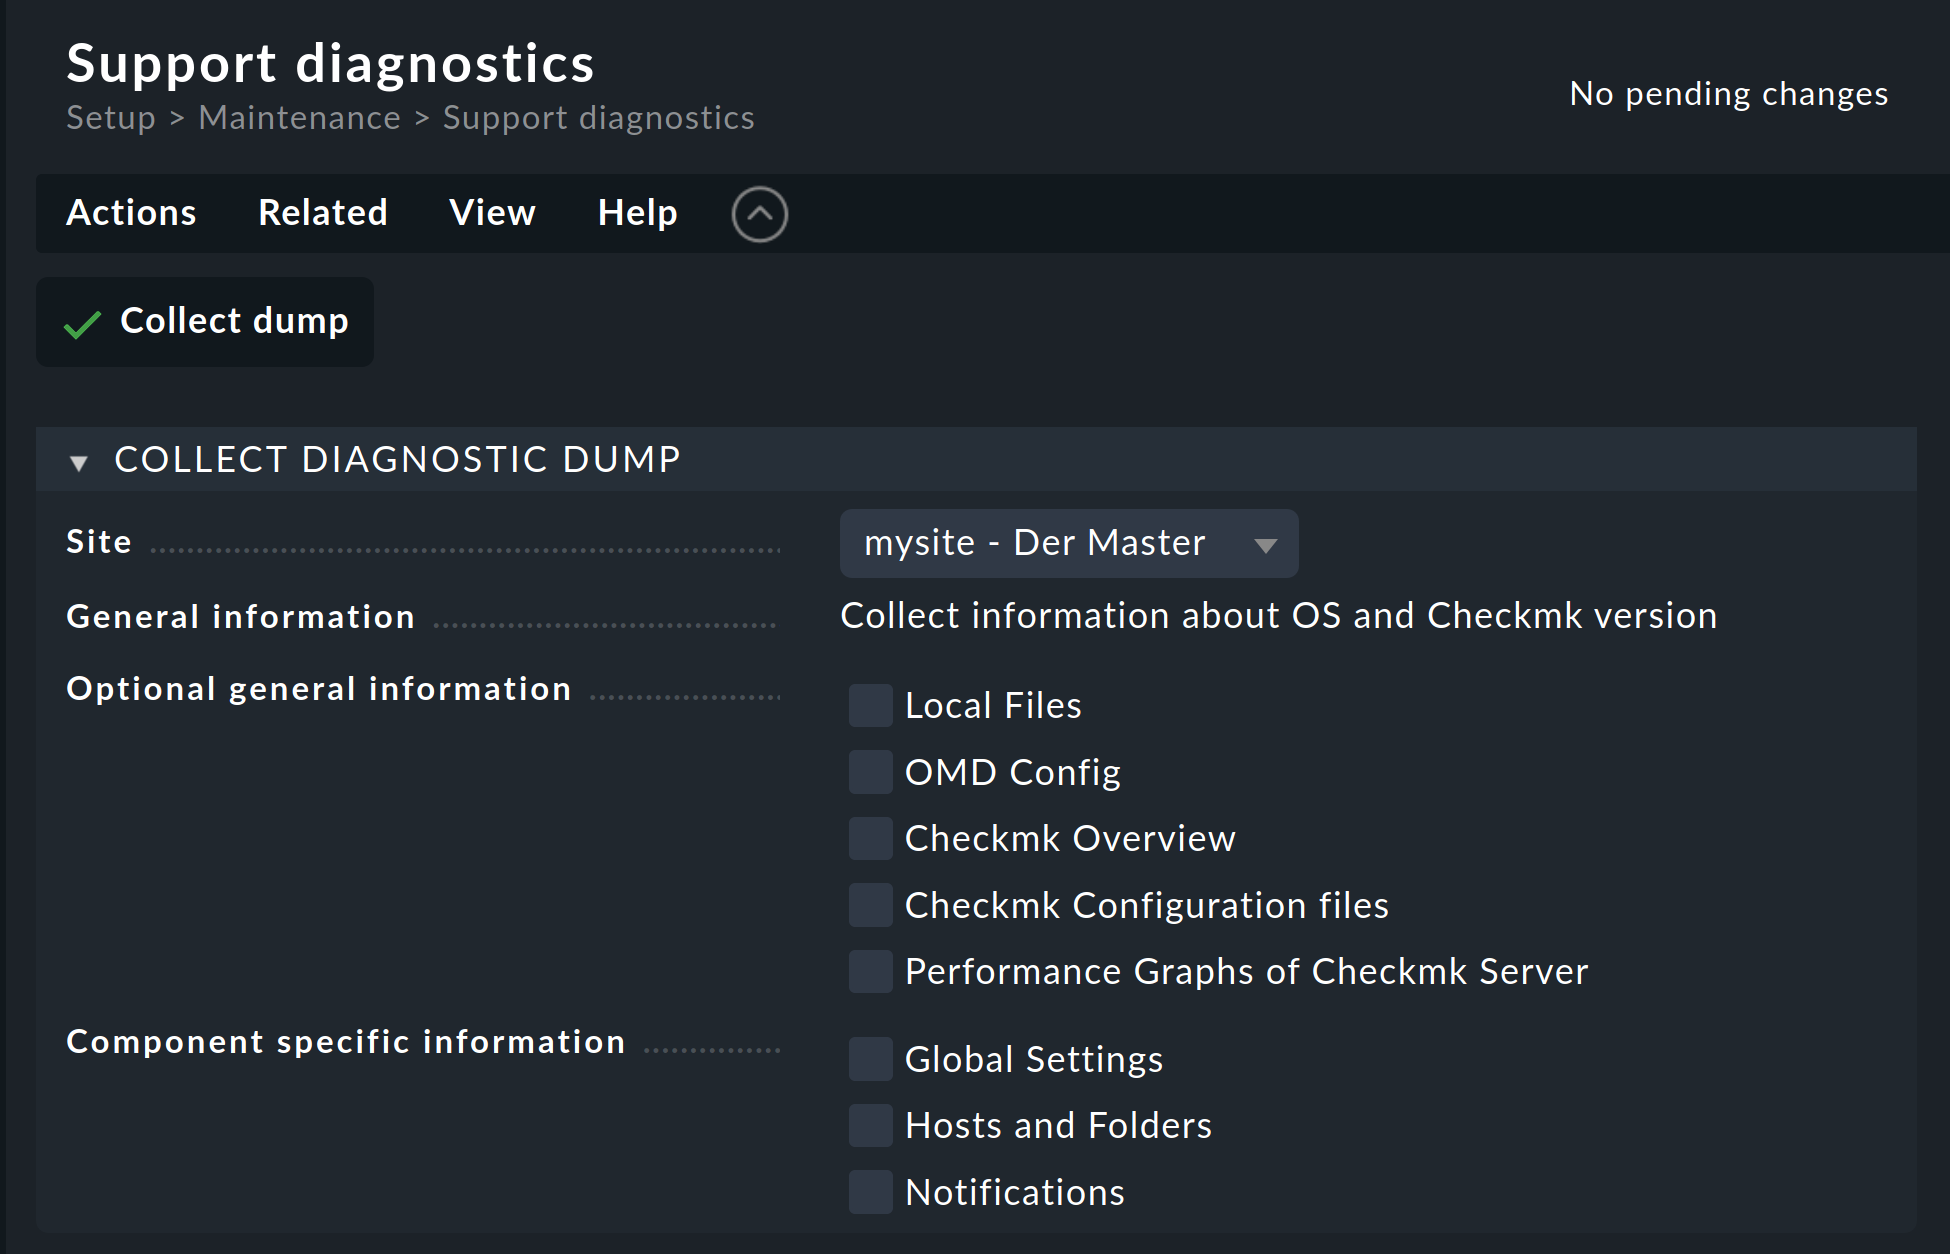 Support diagnostics
Setup > Maintenance > Support diagnostics
No pending changes
Actions Related View Help
Collect dump
COLLECT DIAGNOSTIC DUMP
Site mysite - Der Master
General information Collect information about OS and Checkmk version
Optional general information
Local Files
OMD Config
Checkmk Overview
Checkmk Configuration files
Performance Graphs of Checkmk Server
Component specific information
Global Settings
Hosts and Folders
Notifications